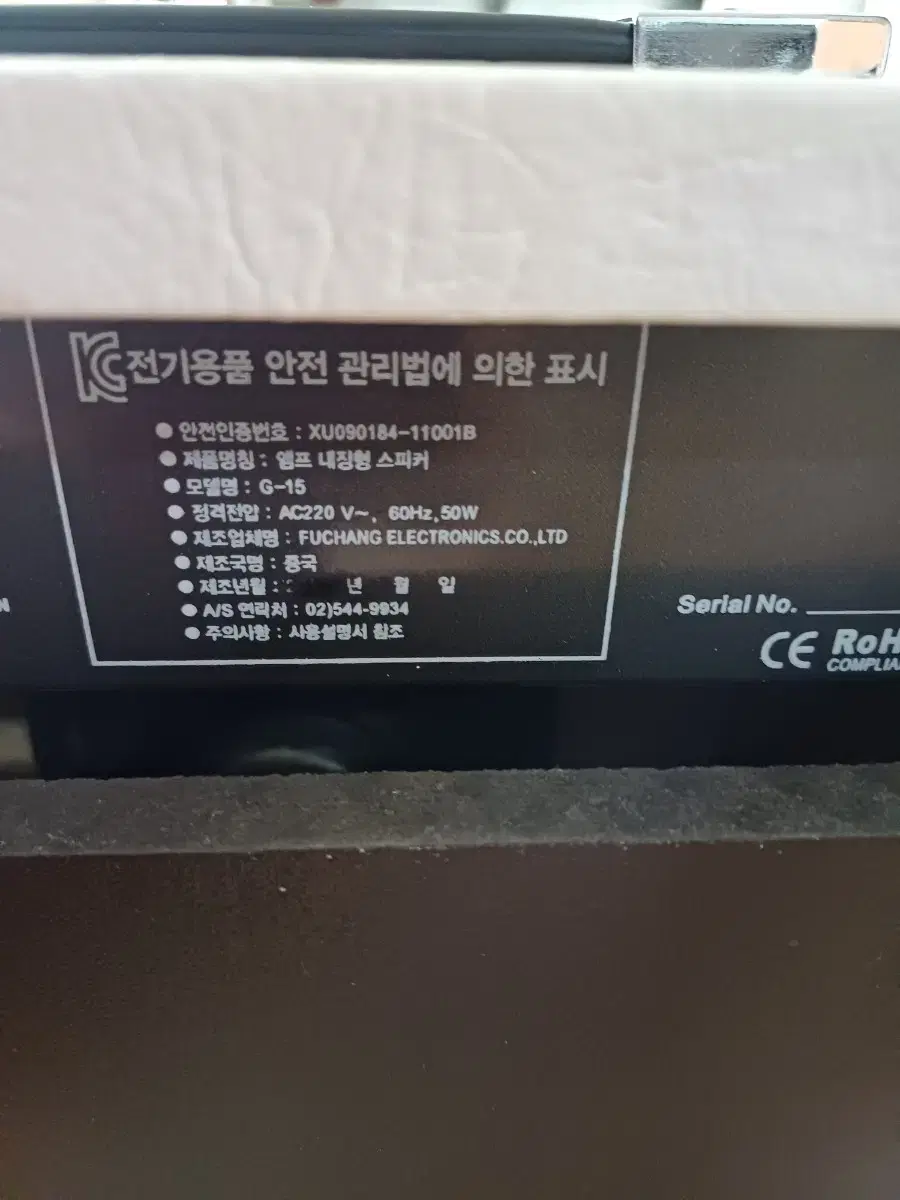 KC 전기용품 안전 관리법에 의한 표시
● 안전인증번호 : XU090184-11001B
● 제품명칭 : 앰프 내장형 스피커
● 모델명 : G-15
● 정격전압 : AC220 V~, 60Hz,50W
● 제조업체명 : FUCHANG ELECTRONICS.CO.,LTD
● 제조국명 : 중국
● 제조년월 : 년 월 일
● A/S 연락처 : 02)544-9934
● 주의사항 : 사용설명서 참조
Serial No.
CE RoH
COMPLIA